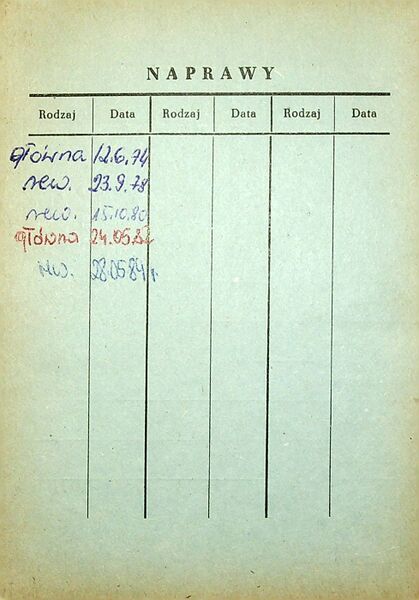 NAPRAWY
Rodzaj Data Rodzaj Data Rodzaj Data
główna 12.6.74
rew. 23.9.78
rew. 15.10.80
główna 24.05.82
rew. 28.05.84 r.